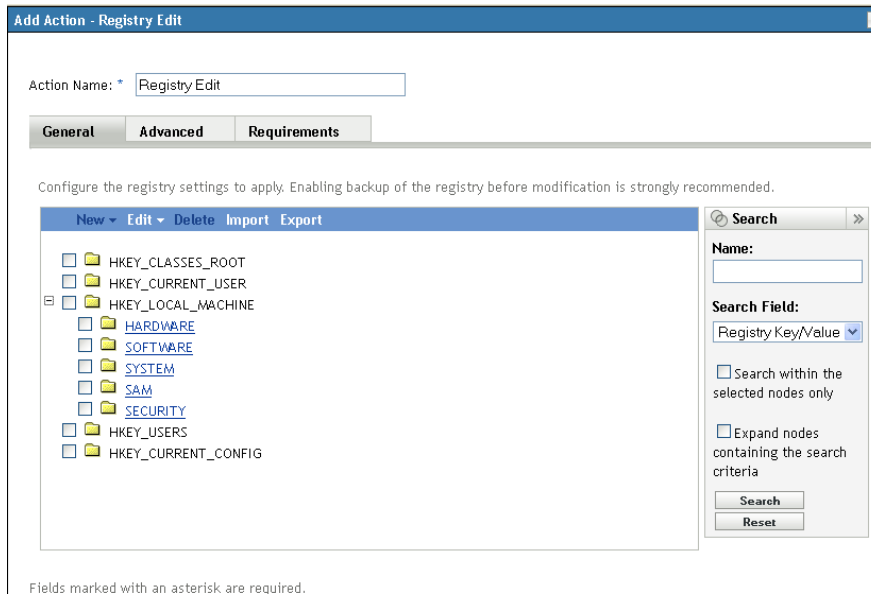 Add Action - Registry Edit
Action Name: * Registry Edit
General Advanced Requirements
Configure the registry settings to apply. Enabling backup of the registry before modification is strongly recommended.
New Edit Delete Import Export
HKEY_CLASSES_ROOT
HKEY_CURRENT_USER
HKEY_LOCAL_MACHINE
HARDWARE
SOFTWARE
SYSTEM
SAM
SECURITY
HKEY_USERS
HKEY_CURRENT_CONFIG
Search
Name:
Search Field:
Registry Key/Value
Search within the
selected nodes only
Expand nodes
containing the search
criteria
Search
Reset
Fields marked with an asterisk are required.